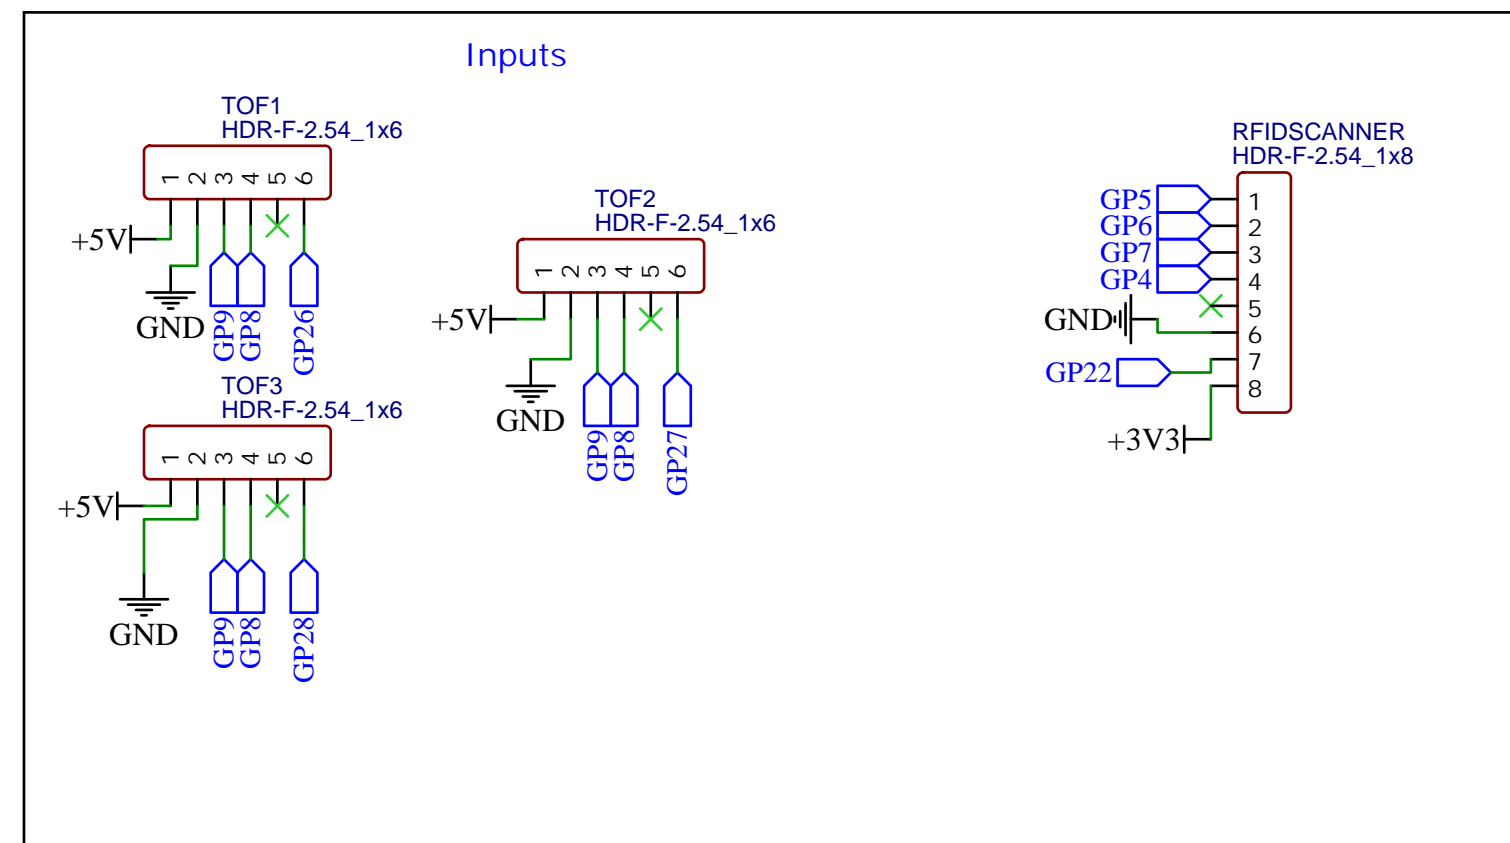 Inputs
TOF1
HDR-F-2.54_1x6
1 2 3 4 5 6
+5V
GND
GP9
GP8
GP26
TOF2
HDR-F-2.54_1x6
1 2 3 4 5 6
+5V
GND
GP9
GP8
GP27
TOF3
HDR-F-2.54_1x6
1 2 3 4 5 6
+5V
GND
GP9
GP8
GP28
RFIDSCANNER
HDR-F-2.54_1x8
GP5 1
GP6 2
GP7 3
GP4 4
5
GND 6
GP22 7
8
+3V3